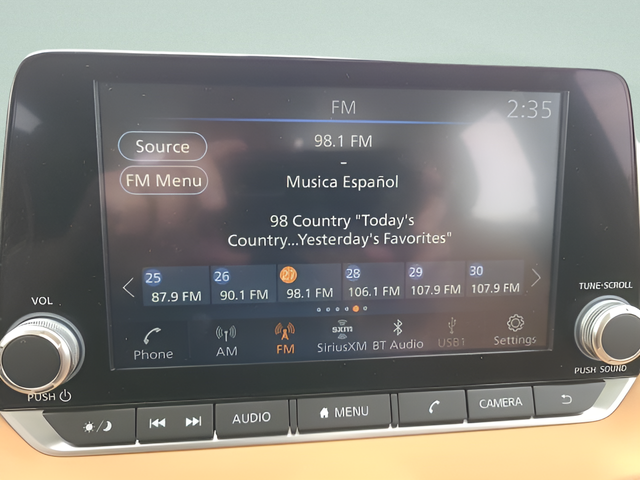 FM
2:35
Source
98.1 FM
-
FM Menu
Musica Español
98 Country "Today's
Country...Yesterday's Favorites"
25 26 27 28 29 30
87.9 FM 90.1 FM 98.1 FM 106.1 FM 107.9 FM 107.9 FM
VOL
TUNE·SCROLL
Phone AM FM SiriusXM BT Audio USB1 Settings
sxm
PUSH
PUSH SOUND
AUDIO
MENU
CAMERA